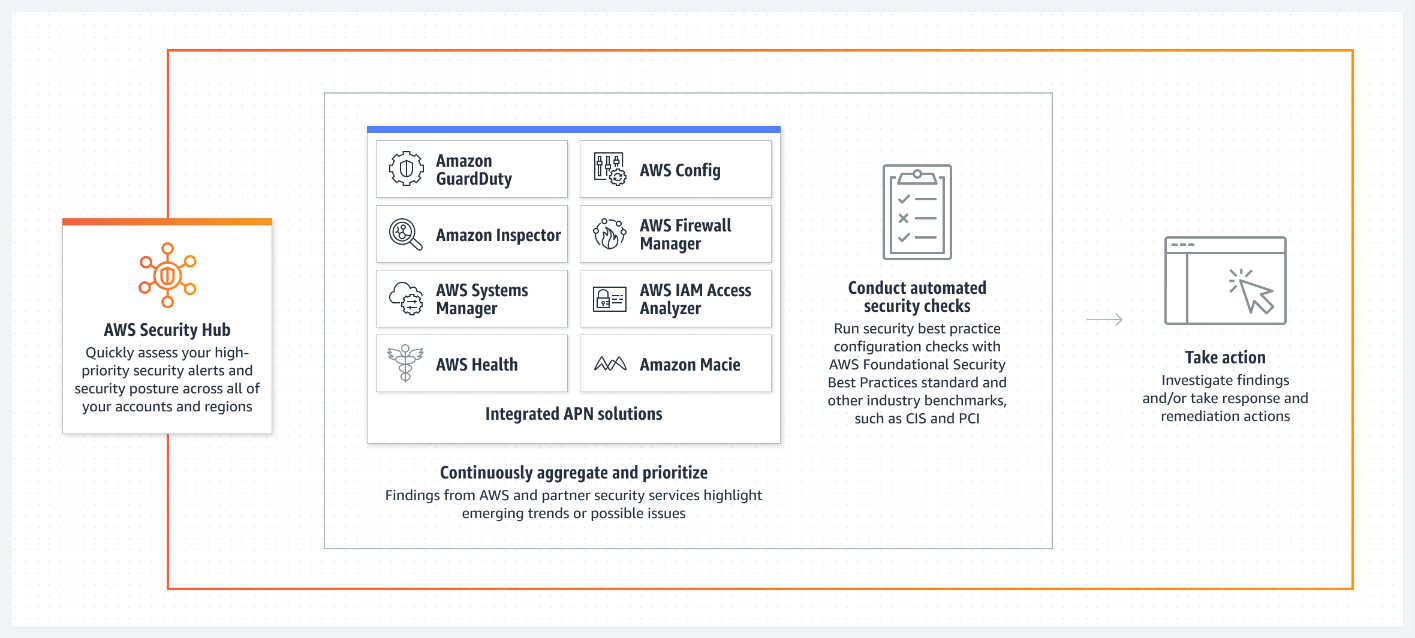 AWS Security Hub
Quickly assess your high-
priority security alerts and
security posture across all of
your accounts and regions
Amazon
GuardDuty
AWS Config
Amazon Inspector
AWS Firewall
Manager
AWS Systems
Manager
AWS IAM Access
Analyzer
AWS Health
Amazon Macie
Integrated APN solutions
Continuously aggregate and prioritize
Findings from AWS and partner security services highlight
emerging trends or possible issues
Conduct automated
security checks
Run security best practice
configuration checks with
AWS Foundational Security
Best Practices standard and
other industry benchmarks,
such as CIS and PCI
Take action
Investigate findings
and/or take response and
remediation actions